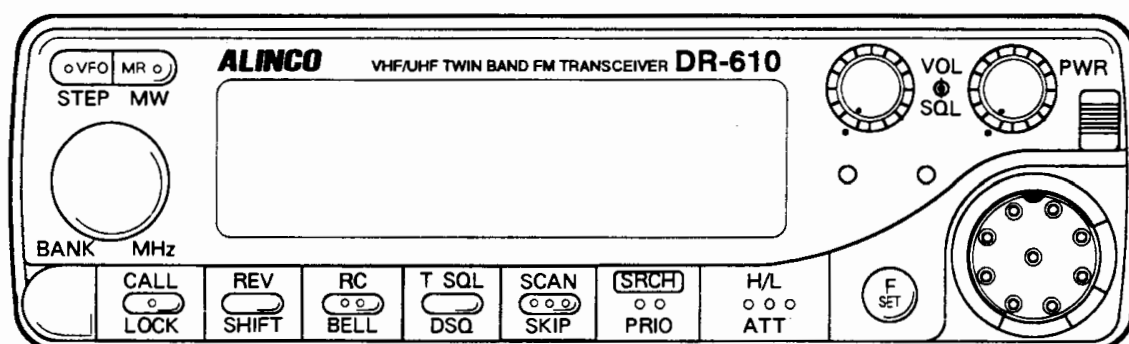 VFO MR
STEP MW
ALINCO VHF/UHF TWIN BAND FM TRANSCEIVER DR-610
VOL
SQL
PWR
BANK MHz
CALL REV RC T SQL SCAN SRCH H/L
LOCK SHIFT BELL DSQ SKIP PRIO ATT
F
SET